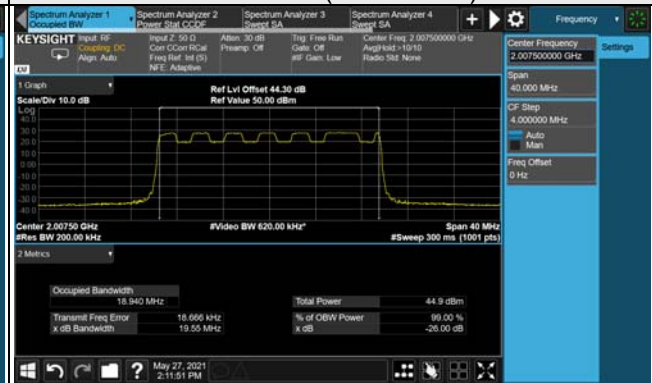 Spectrum Analyzer 1
Occupied BW
Spectrum Analyzer 2
Power Stat CCDF
Spectrum Analyzer 3
Swept SA
Spectrum Analyzer 4
Swept SA
+
Frequency
KEYSIGHT
Input: RF
Coupling: DC
Align: Auto
Input Z: 50 Ω
Corr CCorr RCal
Freq Ref: Int (S)
NFE: Adaptive
Atten: 30 dB
Preamp: Off
Trig: Free Run
Gate: Off
#IF Gain: Low
Center Freq: 2.007500000 GHz
Avg|Hold:>10/10
Radio Std: None
Center Frequency
2.007500000 GHz
Settings
Span
40.000 MHz
CF Step
4.000000 MHz
Auto
Man
Freq Offset
0 Hz
1 Graph
Scale/Div 10.0 dB
Ref Lvl Offset 44.30 dB
Ref Value 50.00 dBm
Log
40.0
30.0
20.0
10.0
0.00
-10.0
-20.0
-30.0
-40.0
Center 2.00750 GHz
#Video BW 620.00 kHz*
Span 40 MHz
#Res BW 200.00 kHz
#Sweep 300 ms (1001 pts)
2 Metrics
Occupied Bandwidth
18.940 MHz
Total Power
44.9 dBm
Transmit Freq Error
18.666 kHz
% of OBW Power
99.00 %
x dB Bandwidth
19.55 MHz
x dB
-26.00 dB
?
May 27, 2021
2:11:51 PM